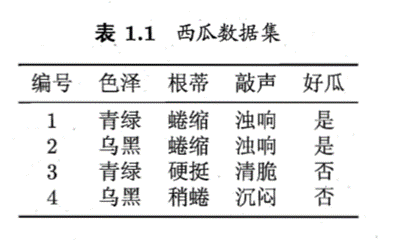 表 1.1 西瓜数据集
编号 色泽 根蒂 敲声 好瓜
1 青绿 蜷缩 浊响 是
2 乌黑 蜷缩 浊响 是
3 青绿 硬挺 清脆 否
4 乌黑 稍蜷 沉闷 否